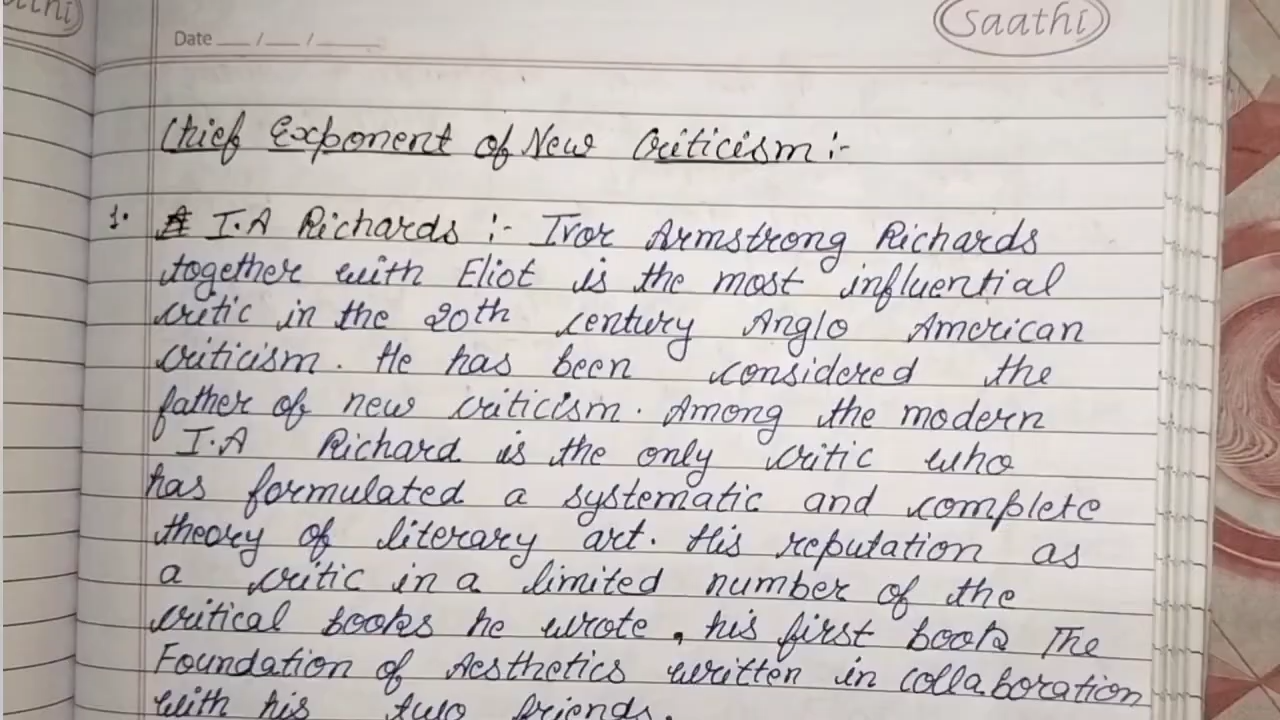 Date __/__/____
Saathi
Chief Exponent of New Criticism :-
1. I.A Richards :- Ivor Armstrong Richards
together with Eliot is the most influential
critic in the 20th century Anglo American
criticism. He has been considered the
father of new criticism. Among the modern
I.A Richard is the only critic who
has formulated a systematic and complete
theory of literary art. His reputation as
a critic in a limited number of the
critical books he wrote, his first book The
Foundation of Aesthetics written in collaboration
with his two friends.